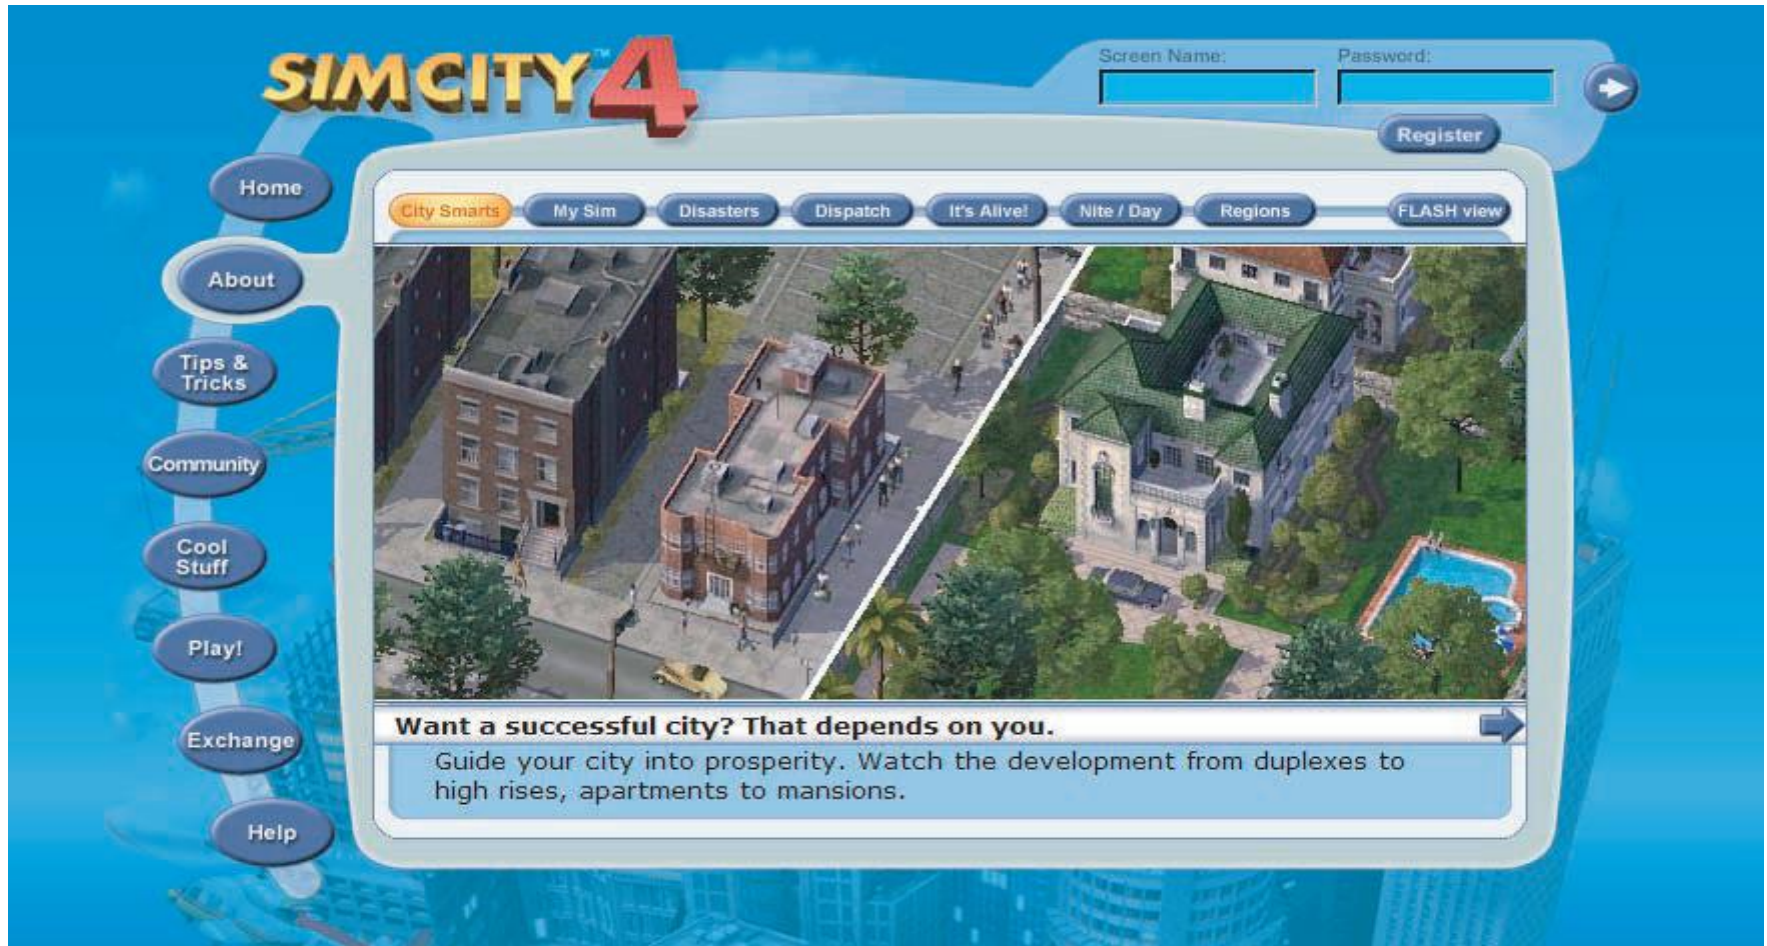 SIMCITY 4™
Screen Name:
Password:
Register
Home
About
Tips &
Tricks
Community
Cool
Stuff
Play!
Exchange
Help
City Smarts
My Sim
Disasters
Dispatch
It's Alive!
Nite / Day
Regions
FLASH view
Want a successful city? That depends on you.
Guide your city into prosperity. Watch the development from duplexes to
high rises, apartments to mansions.